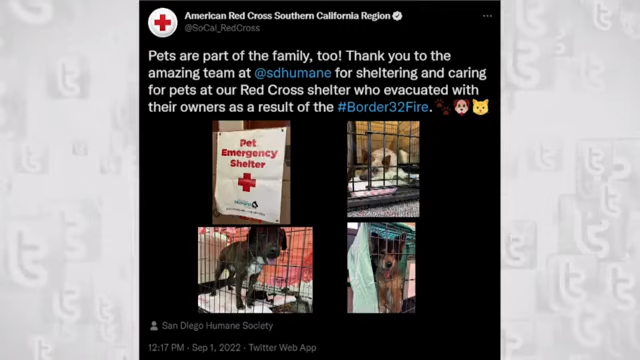 American Red Cross Southern California Region
@SoCal_RedCross
Pets are part of the family, too! Thank you to the
amazing team at @sdhumane for sheltering and caring
for pets at our Red Cross shelter who evacuated with
their owners as a result of the #Border32Fire. 🐾🐶🐱
Pet
Emergency
Shelter
San Diego Humane Society
12:17 PM · Sep 1, 2022 · Twitter Web App